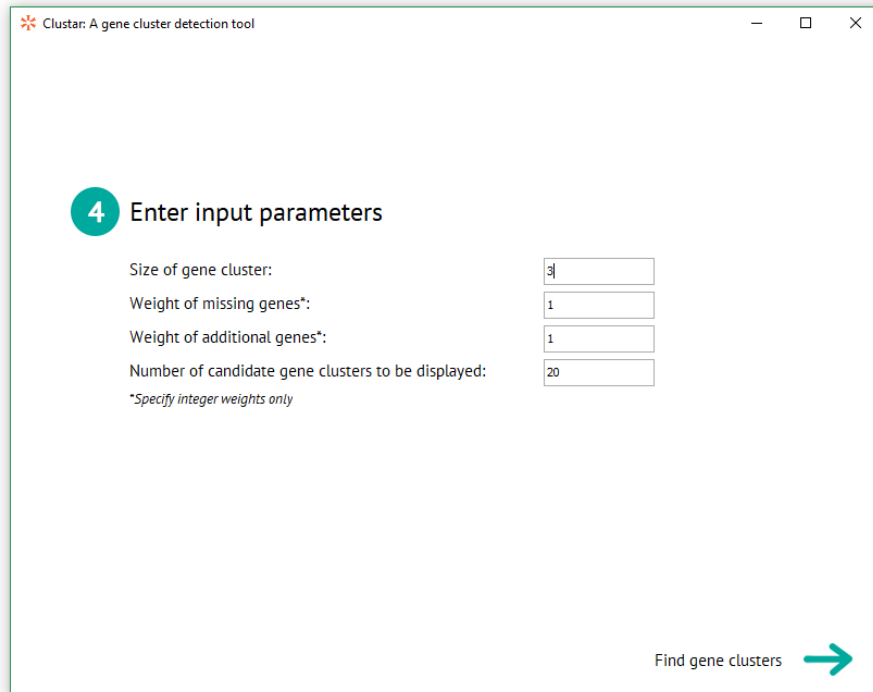 Clustar: A gene cluster detection tool
4 Enter input parameters
Size of gene cluster: 3
Weight of missing genes*: 1
Weight of additional genes*: 1
Number of candidate gene clusters to be displayed: 20
*Specify integer weights only
Find gene clusters